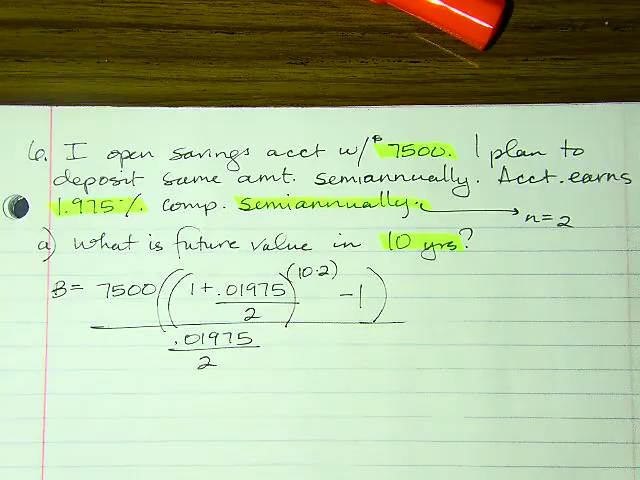 6. I open savings acct w/ $7500. I plan to
deposit same amt. semiannually. Acct. earns
1.975% comp. semiannually. → n=2
a) What is future value in 10 yrs?
B = 7500((1+.01975/2)^(10·2) -1)
.01975
2